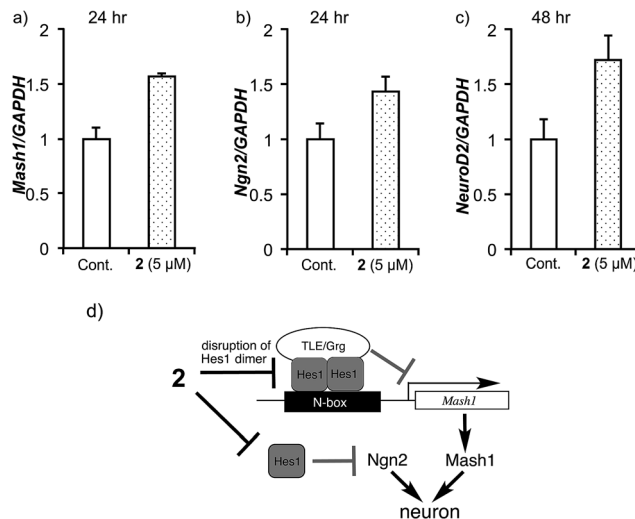 a) 24 hr
Mash1/GAPDH
2
1.5
1
0.5
0
Cont. 2 (5 µM)
b) 24 hr
Ngn2/GAPDH
2
1.5
1
0.5
0
Cont. 2 (5 µM)
c) 48 hr
NeuroD2/GAPDH
2
1.5
1
0.5
0
Cont. 2 (5 µM)
d)
disruption of
Hes1 dimer
2
TLE/Grg
Hes1 Hes1
N-box
Mash1
Hes1
Ngn2 Mash1
neuron